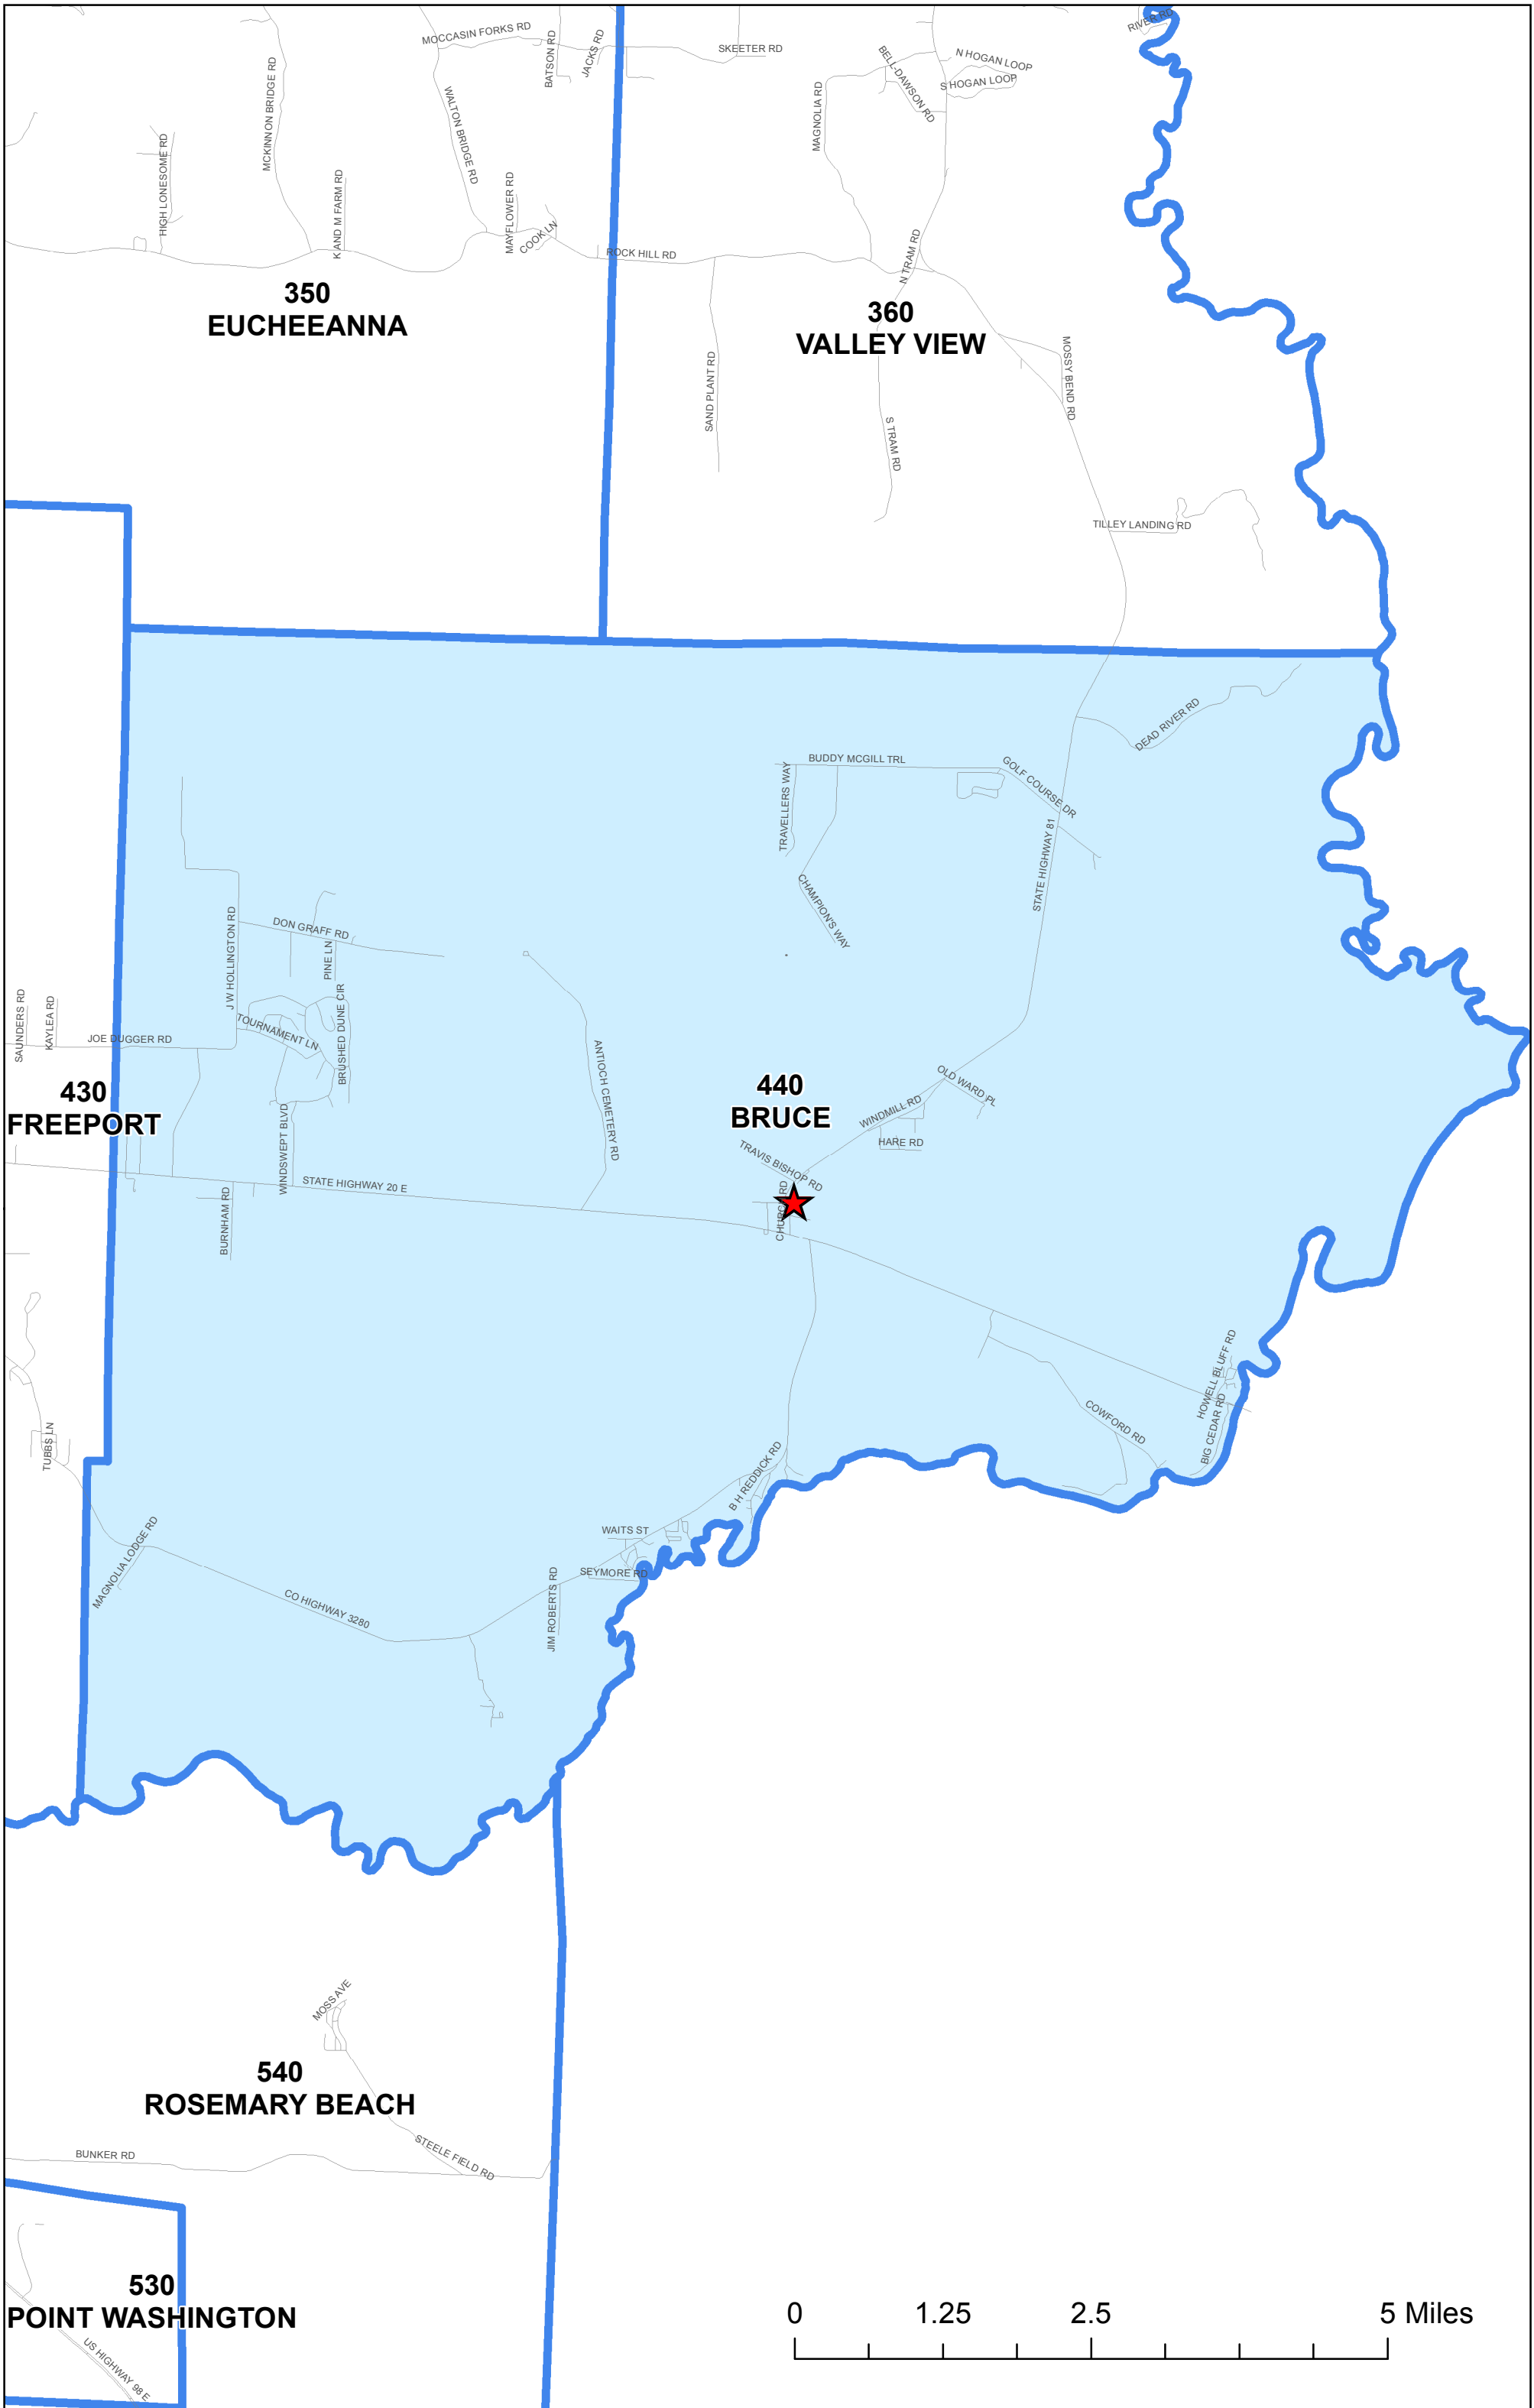 RIVER RD
MOCCASIN FORKS RD
BATSON RD
JACKS RD
SKEETER RD
BELL-DAWSON RD
N HOGAN LOOP
S HOGAN LOOP
MCKINNON BRIDGE RD
WALTON BRIDGE RD
MAGNOLIA RD
HIGH LONESOME RD
K AND M FARM RD
MAYFLOWER RD
COOK LN
ROCK HILL RD
N TRAM RD
350
EUCHEEANNA
360
VALLEY VIEW
SAND PLANT RD
MOSSY BEND RD
S TRAM RD
TILLEY LANDING RD
DEAD RIVER RD
BUDDY MCGILL TRL
GOLF COURSE DR
TRAVELLERS WAY
STATE HIGHWAY 81
CHAMPION'S WAY
J W HOLLINGTON RD
DON GRAFF RD
PINE LN
SAUNDERS RD
KAYLEA RD
JOE DUGGER RD
TOURNAMENT LN
BRUSHED DUNE CIR
ANTIOCH CEMETERY RD
430
FREEPORT
440
BRUCE
OLD WARD PL
WINDMILL RD
HARE RD
TRAVIS BISHOP RD
WINDSWEPT BLVD
STATE HIGHWAY 20 E
BURNHAM RD
CHURCH RD
HOWELL BLUFF RD
BIG CEDAR RD
COWFORD RD
TUBBS LN
B H REDDICK RD
WAITS ST
SEYMORE RD
MAGNOLIA LODGE RD
CO HIGHWAY 3280
JIM ROBERTS RD
MOSS AVE
540
ROSEMARY BEACH
BUNKER RD
STEELE FIELD RD
530
POINT WASHINGTON
US HIGHWAY 98 E
0 1.25 2.5 5 Miles